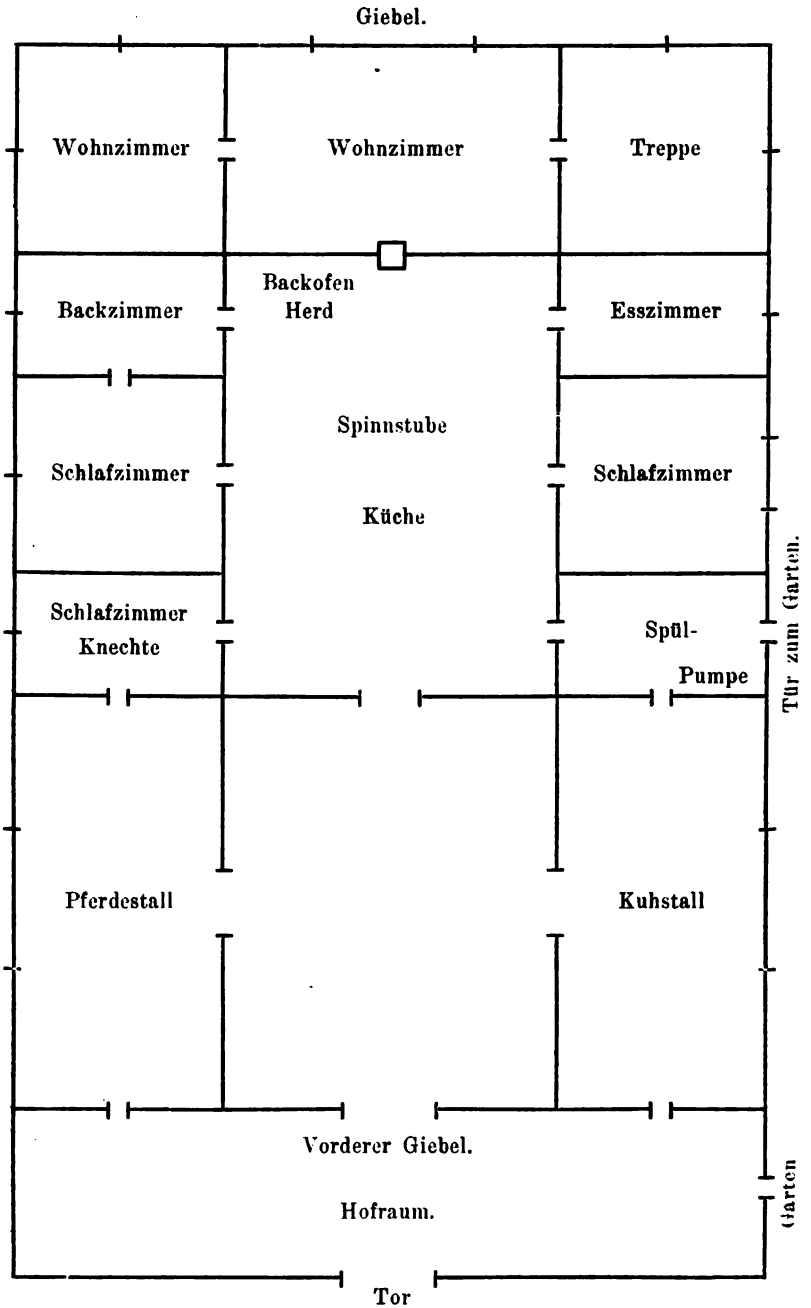 Giebel.
Wohnzimmer
Wohnzimmer
Treppe
Backzimmer
Backofen
Herd
Esszimmer
Spinnstube
Schlafzimmer
Küche
Schlafzimmer
Schlafzimmer
Knechte
Spül-
Pumpe
Tür zum Garten.
Pferdestall
Kuhstall
Vorderer Giebel.
Hofraum.
Garten
Tor